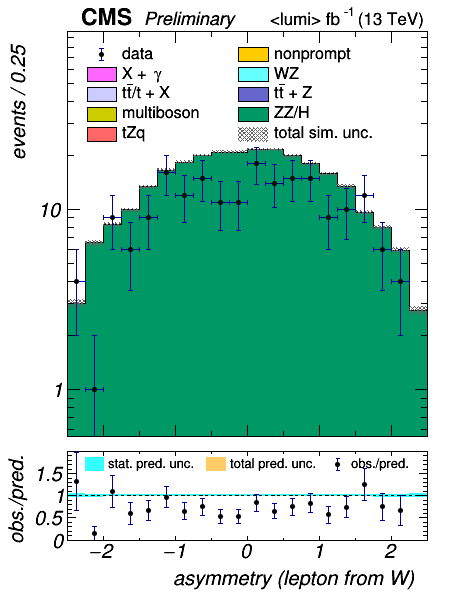 CMS Preliminary <lumi> fb⁻¹ (13 TeV)
events / 0.25
data nonprompt
X + γ WZ
tt̄/t + X tt̄ + Z
multiboson ZZ/H
tZq total sim. unc.
10
1
obs./pred.
stat. pred. unc. total pred. unc. obs./pred.
1.5
1
0.5
0
−2 −1 0 1 2
asymmetry (lepton from W)